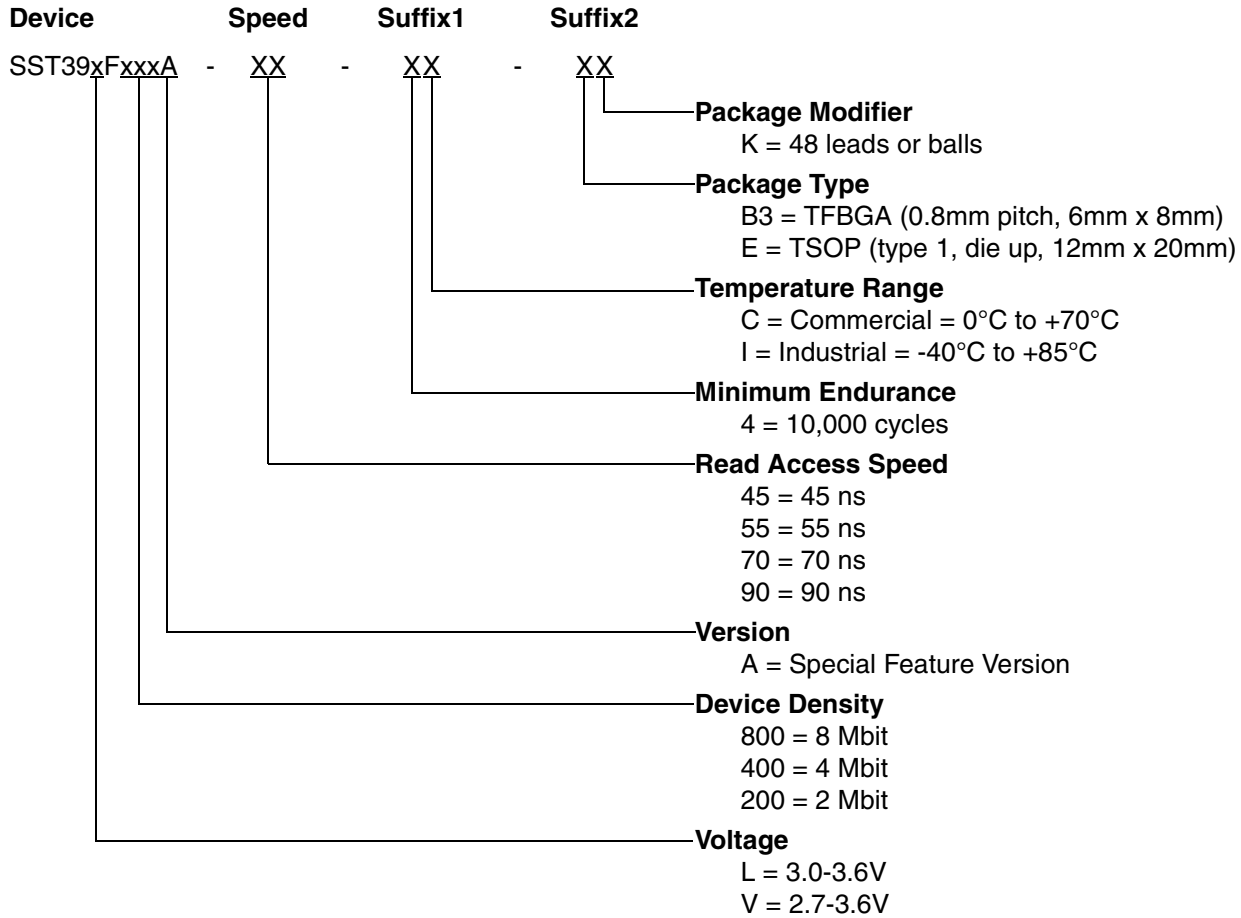 Device Speed Suffix1 Suffix2
SST39xFxxxA - XX - XX - XX
Package Modifier
K = 48 leads or balls
Package Type
B3 = TFBGA (0.8mm pitch, 6mm x 8mm)
E = TSOP (type 1, die up, 12mm x 20mm)
Temperature Range
C = Commercial = 0°C to +70°C
I = Industrial = -40°C to +85°C
Minimum Endurance
4 = 10,000 cycles
Read Access Speed
45 = 45 ns
55 = 55 ns
70 = 70 ns
90 = 90 ns
Version
A = Special Feature Version
Device Density
800 = 8 Mbit
400 = 4 Mbit
200 = 2 Mbit
Voltage
L = 3.0-3.6V
V = 2.7-3.6V